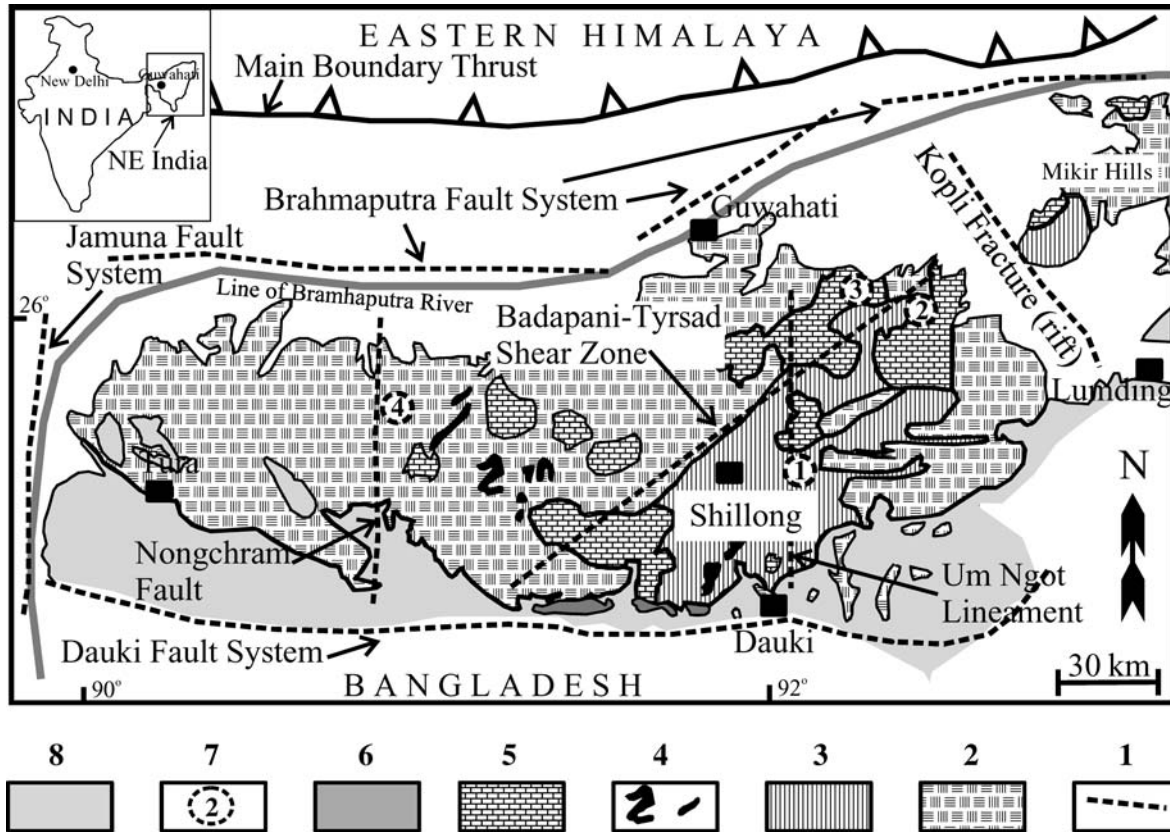 EASTERN HIMALAYA
Main Boundary Thrust
New Delhi
Guwahati
INDIA
NE India
Brahmaputra Fault System
Guwahati
Kopli Fracture (rift)
Mikir Hills
Jamuna Fault
System
Line of Bramhaputra River
26°
Badapani-Tyrsad
Shear Zone
3
2
Lumding
4
Tura
1
N
Shillong
Nongchram
Fault
Um Ngot
Lineament
Dauki Fault System
Dauki
30 km
90°
BANGLADESH
92°
8 7 6 5 4 3 2 1
2